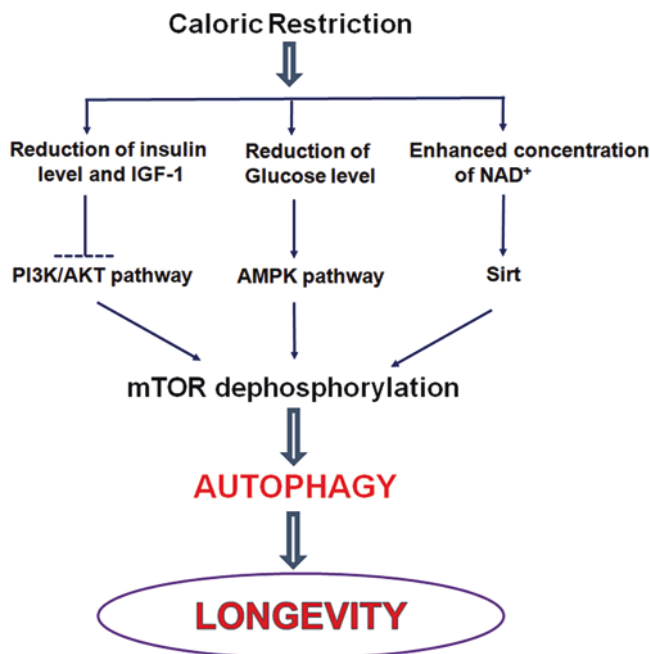 Caloric Restriction
Reduction of insulin
level and IGF-1
Reduction of
Glucose level
Enhanced concentration
of NAD⁺
PI3K/AKT pathway
AMPK pathway
Sirt
mTOR dephosphorylation
AUTOPHAGY
LONGEVITY